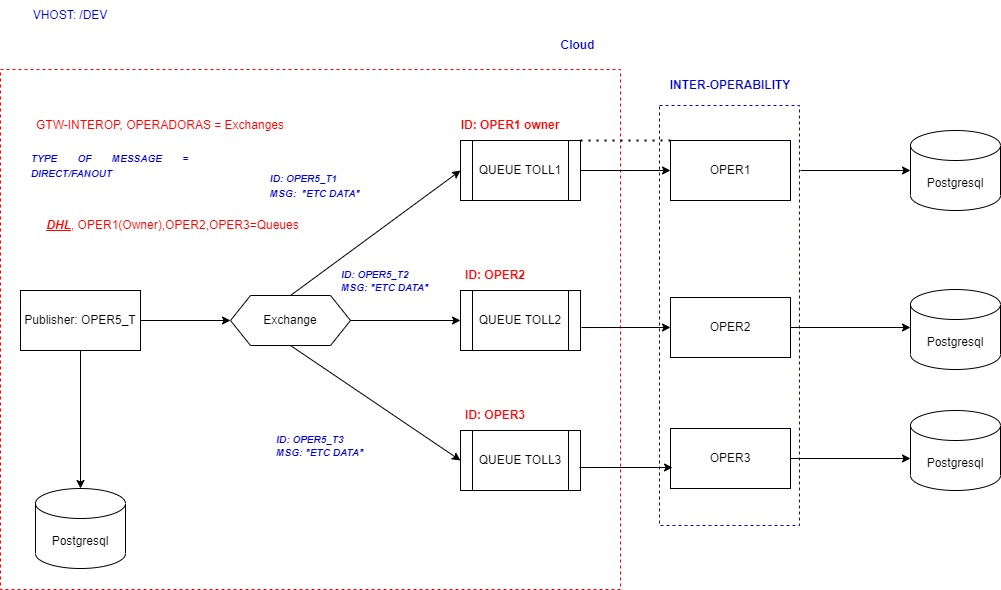 VHOST: /DEV
Cloud
INTER-OPERABILITY
GTW-INTEROP, OPERADORAS = Exchanges
ID: OPER1 owner
TYPE OF MESSAGE =
DIRECT/FANOUT
ID: OPER5_T1
MSG: "ETC DATA"
QUEUE TOLL1
OPER1
Postgresql
DHL, OPER1(Owner),OPER2,OPER3=Queues
ID: OPER5_T2
MSG: "ETC DATA"
ID: OPER2
Publisher: OPER5_T
Exchange
QUEUE TOLL2
OPER2
Postgresql
ID: OPER3
ID: OPER5_T3
MSG: "ETC DATA"
QUEUE TOLL3
OPER3
Postgresql
Postgresql